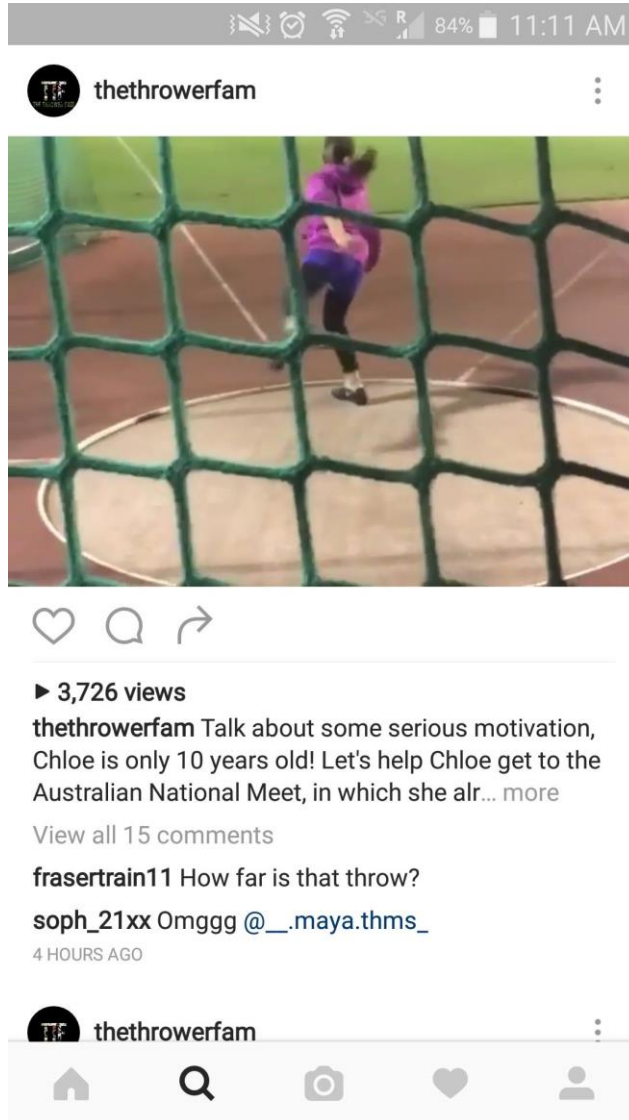 R 84% 11:11 AM
TTF thethrowerfam
3,726 views
thethrowerfam Talk about some serious motivation,
Chloe is only 10 years old! Let's help Chloe get to the
Australian National Meet, in which she alr... more
View all 15 comments
frasertrain11 How far is that throw?
soph_21xx Omggg @__.maya.thms_
4 HOURS AGO
TTF thethrowerfam